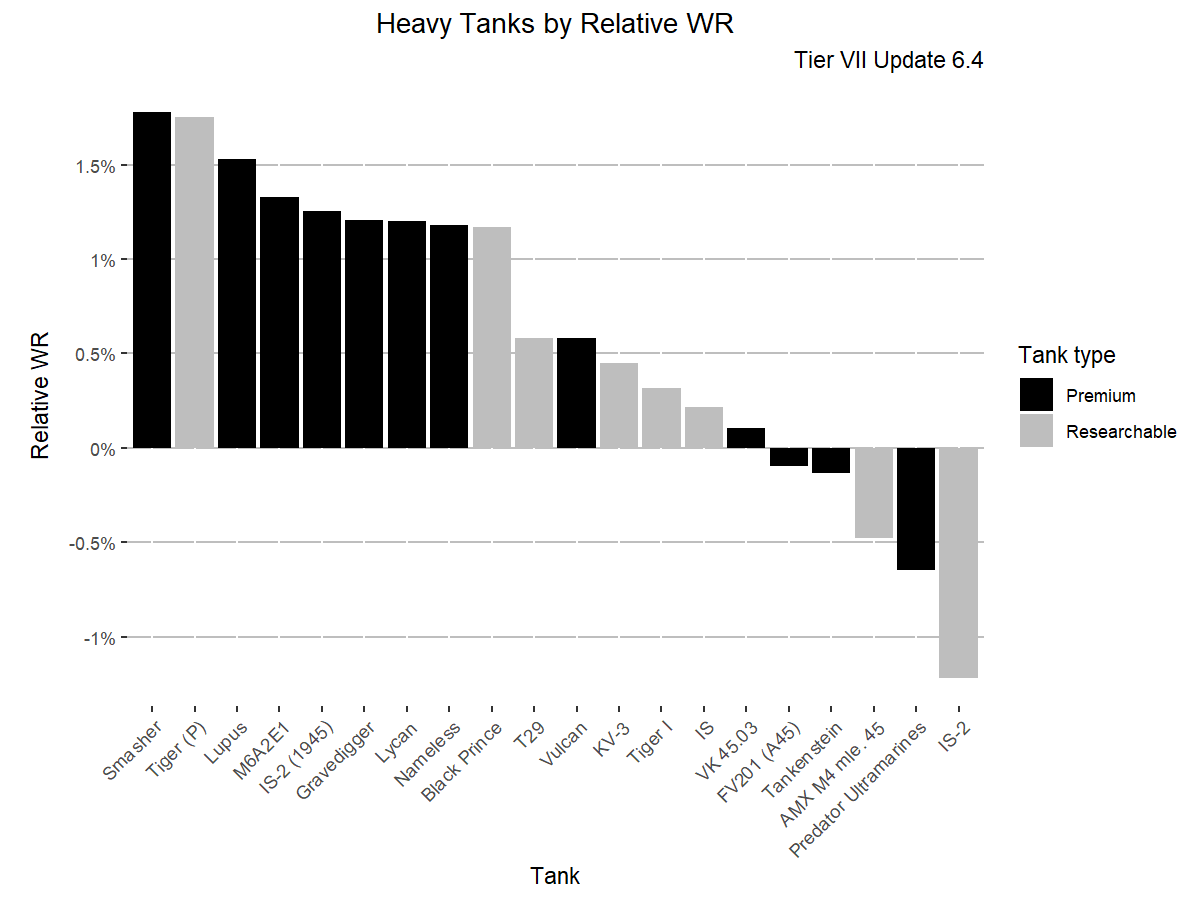 Heavy Tanks by Relative WR
Tier VII Update 6.4
Relative WR
1.5%
1%
0.5%
0%
-0.5%
-1%
Smasher
Tiger (P)
Lupus
M6A2E1
IS-2 (1945)
Gravedigger
Lycan
Nameless
Black Prince
T29
Vulcan
KV-3
Tiger I
IS
VK 45.03
FV201 (A45)
Tankenstein
AMX M4 mle. 45
Predator Ultramarines
IS-2
Tank
Tank type
Premium
Researchable